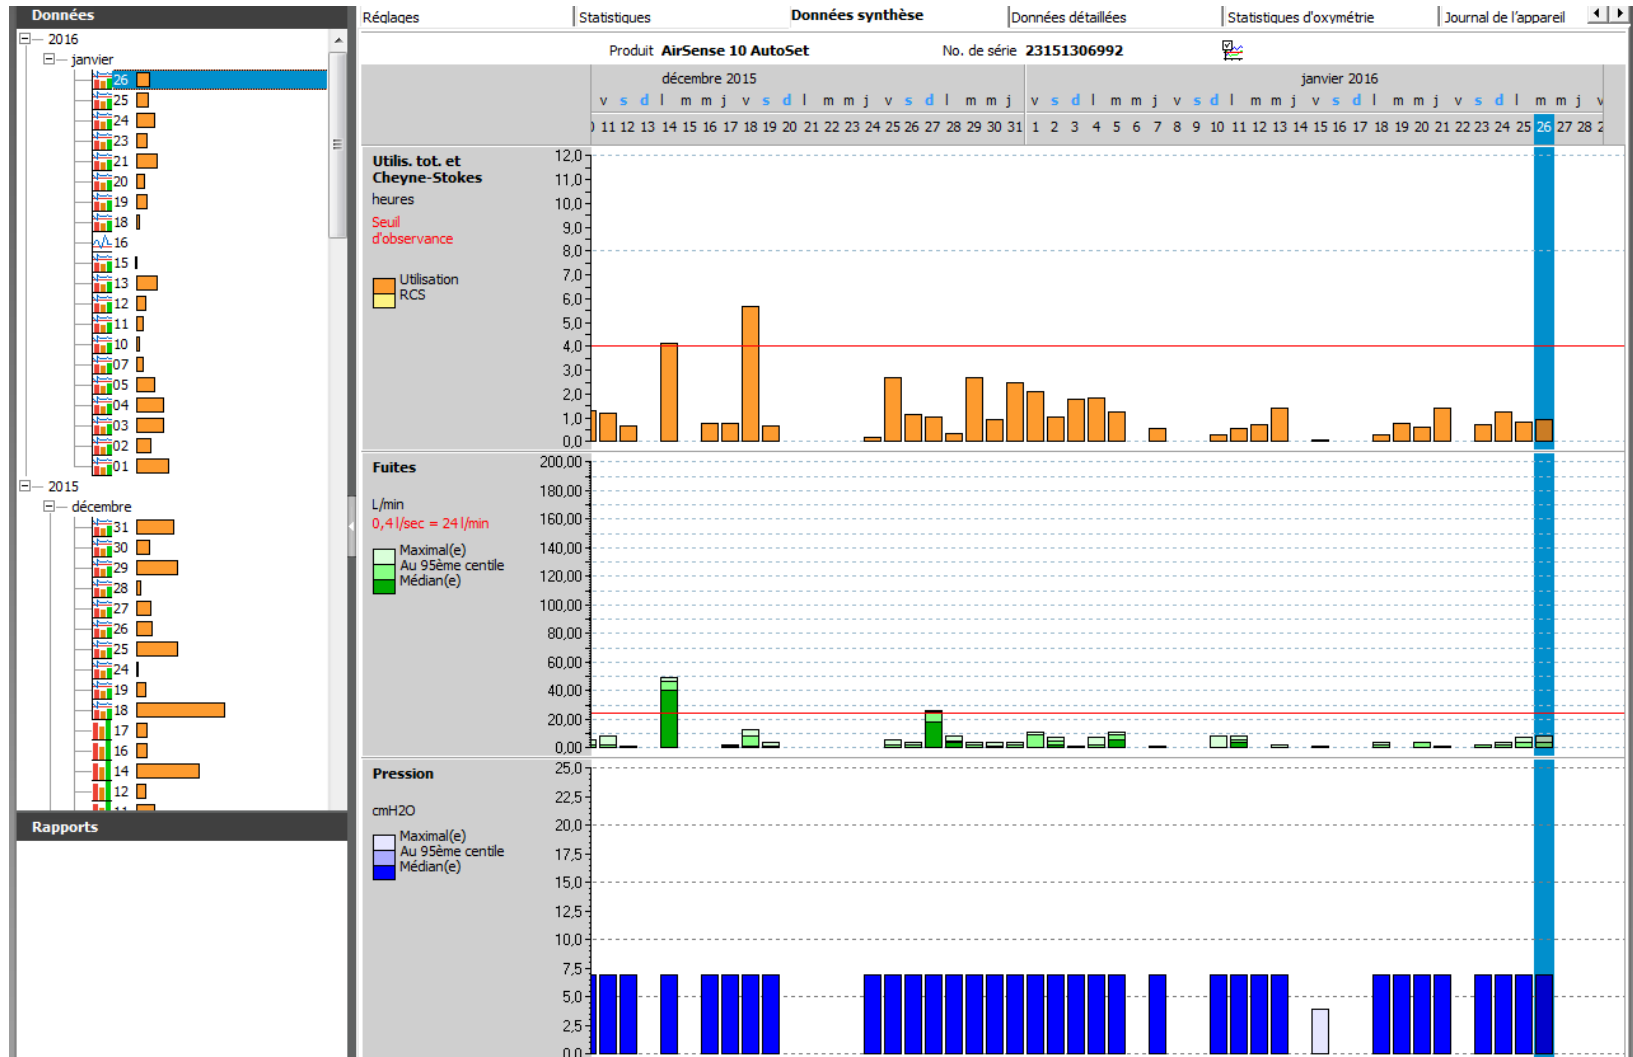 Données
2016
janvier
26
25
24
23
21
20
19
18
16
15
13
12
11
10
07
05
04
03
02
01
2015
décembre
31
30
29
28
27
26
25
24
19
18
17
16
14
12
11
Rapports
Réglages Statistiques Données synthèse Données détaillées Statistiques d'oxymétrie Journal de l'appareil
Produit AirSense 10 AutoSet No. de série 23151306992
décembre 2015 janvier 2016
v s d l m m j v s d l m m j v s d l m m j v s d l m m j v s d l m m j v s d l m m j v s d l m m j v
11 12 13 14 15 16 17 18 19 20 21 22 23 24 25 26 27 28 29 30 31 1 2 3 4 5 6 7 8 9 10 11 12 13 14 15 16 17 18 19 20 21 22 23 24 25 26 27 28
Utilis. tot. et
Cheyne-Stokes
heures
Seuil
d'observance
Utilisation
RCS
12,0
11,0
10,0
9,0
8,0
7,0
6,0
5,0
4,0
3,0
2,0
1,0
0,0
Fuites
L/min
0,4 l/sec = 24 l/min
Maximal(e)
Au 95ème centile
Médian(e)
200,00
180,00
160,00
140,00
120,00
100,00
80,00
60,00
40,00
20,00
0,00
Pression
cmH2O
Maximal(e)
Au 95ème centile
Médian(e)
25,0
22,5
20,0
17,5
15,0
12,5
10,0
7,5
5,0
2,5
0,0